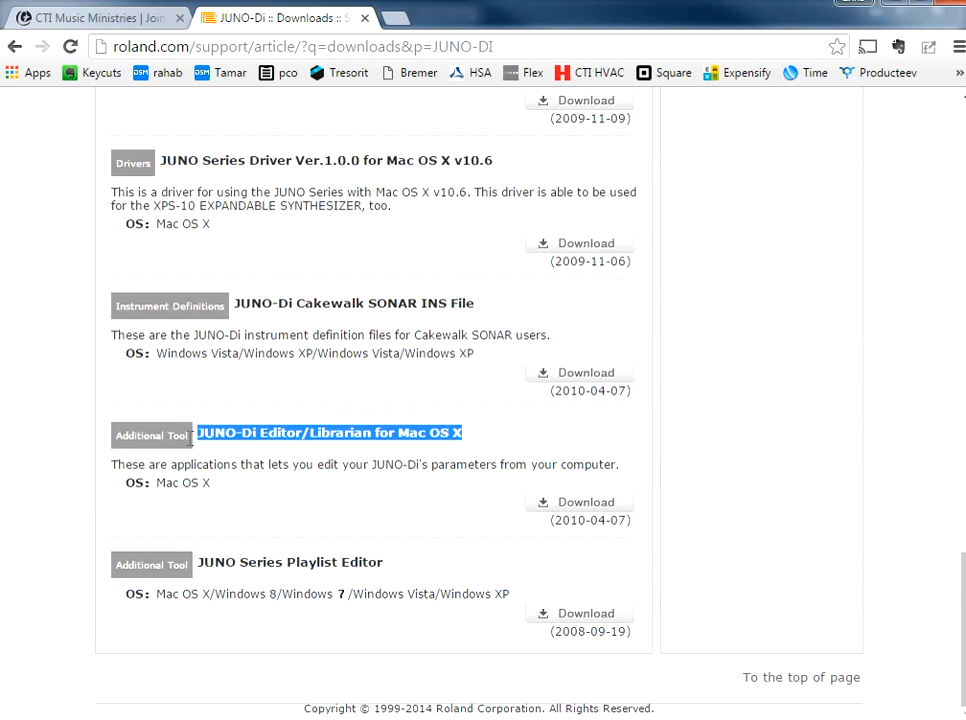 CTI Music Ministries | Join
JUNO-Di :: Downloads :: S
roland.com/support/article/?q=downloads&p=JUNO-DI
Apps Keycuts rahab Tamar pco Tresorit Bremer HSA Flex CTI HVAC Square Expensify Time Producteev »
Download
(2009-11-09)
Drivers JUNO Series Driver Ver.1.0.0 for Mac OS X v10.6
This is a driver for using the JUNO Series with Mac OS X v10.6. This driver is able to be used
for the XPS-10 EXPANDABLE SYNTHESIZER, too.
OS: Mac OS X
Download
(2009-11-06)
Instrument Definitions JUNO-Di Cakewalk SONAR INS File
These are the JUNO-Di instrument definition files for Cakewalk SONAR users.
OS: Windows Vista/Windows XP/Windows Vista/Windows XP
Download
(2010-04-07)
Additional Tool JUNO-Di Editor/Librarian for Mac OS X
These are applications that lets you edit your JUNO-Di's parameters from your computer.
OS: Mac OS X
Download
(2010-04-07)
Additional Tool JUNO Series Playlist Editor
OS: Mac OS X/Windows 8/Windows 7 /Windows Vista/Windows XP
Download
(2008-09-19)
To the top of page
Copyright © 1999-2014 Roland Corporation. All Rights Reserved.